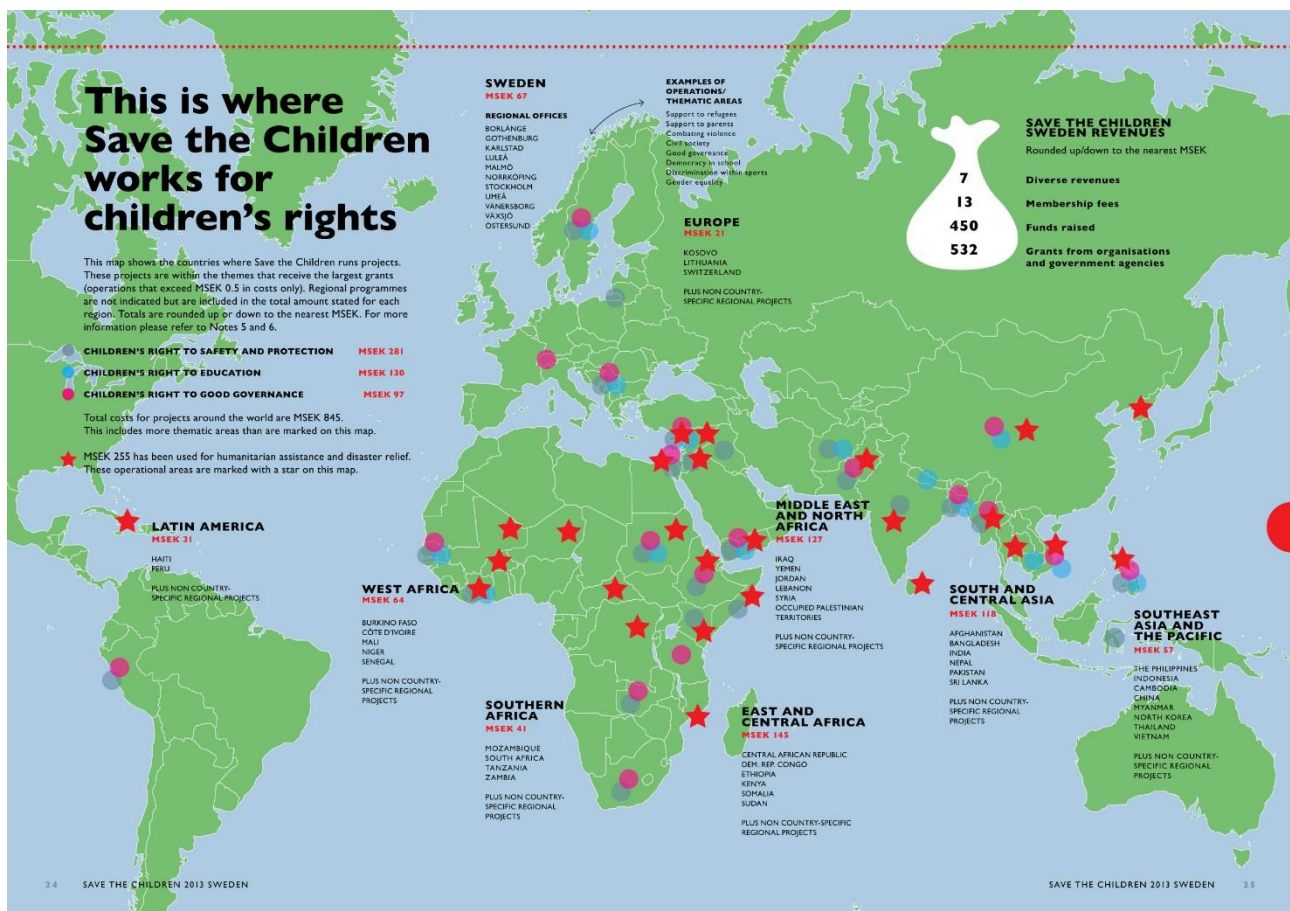 This is where
Save the Children
works for
children's rights
This map shows the countries where Save the Children runs projects.
These projects are within the themes that receive the largest grants
(operations that exceed MSEK 0.5 in costs only). Regional programmes
are not indicated but are included in the total amount stated for each
region. Totals are rounded up or down to the nearest MSEK. For more
information please refer to Notes 5 and 6.
CHILDREN'S RIGHT TO SAFETY AND PROTECTION MSEK 281
CHILDREN'S RIGHT TO EDUCATION MSEK 130
CHILDREN'S RIGHT TO GOOD GOVERNANCE MSEK 97
Total costs for projects around the world are MSEK 845.
This includes more thematic areas than are marked on this map.
MSEK 255 has been used for humanitarian assistance and disaster relief.
These operational areas are marked with a star on this map.
SWEDEN
MSEK 67
REGIONAL OFFICES
BORLÄNGE
GOTHENBURG
KARLSTAD
LULEÅ
MALMÖ
NORRKÖPING
STOCKHOLM
UMEÅ
VÄNERSBORG
VÄXSJÖ
ÖSTERSUND
EXAMPLES OF
OPERATIONS/
THEMATIC AREAS
Support to refugees
Support to parents
Combating violence
Civil society
Good governance
Democracy in school
Discrimination within sports
Gender equality
EUROPE
MSEK 21
KOSOVO
LITHUANIA
SWITZERLAND
PLUS NON COUNTRY-
SPECIFIC REGIONAL PROJECTS
SAVE THE CHILDREN
SWEDEN REVENUES
Rounded up/down to the nearest MSEK
7 Diverse revenues
13 Membership fees
450 Funds raised
532 Grants from organisations
and government agencies
LATIN AMERICA
MSEK 31
HAITI
PERU
PLUS NON COUNTRY-
SPECIFIC REGIONAL PROJECTS
WEST AFRICA
MSEK 64
BURKINO FASO
CÔTE D'IVOIRE
MALI
NIGER
SENEGAL
PLUS NON COUNTRY-
SPECIFIC REGIONAL
PROJECTS
SOUTHERN
AFRICA
MSEK 41
MOZAMBIQUE
SOUTH AFRICA
TANZANIA
ZAMBIA
PLUS NON COUNTRY-
SPECIFIC REGIONAL
PROJECTS
MIDDLE EAST
AND NORTH
AFRICA
MSEK 127
IRAQ
YEMEN
JORDAN
LEBANON
SYRIA
OCCUPIED PALESTINIAN
TERRITORIES
PLUS NON COUNTRY-
SPECIFIC REGIONAL PROJECTS
EAST AND
CENTRAL AFRICA
MSEK 145
CENTRAL AFRICAN REPUBLIC
DEM. REP. CONGO
ETHIOPIA
KENYA
SOMALIA
SUDAN
PLUS NON COUNTRY-SPECIFIC
REGIONAL PROJECTS
SOUTH AND
CENTRAL ASIA
MSEK 118
AFGHANISTAN
BANGLADESH
INDIA
NEPAL
PAKISTAN
SRI LANKA
PLUS NON COUNTRY-
SPECIFIC REGIONAL
PROJECTS
SOUTHEAST
ASIA AND
THE PACIFIC
MSEK 57
THE PHILIPPINES
INDONESIA
CAMBODIA
CHINA
MYANMAR
NORTH KOREA
THAILAND
VIETNAM
PLUS NON COUNTRY-
SPECIFIC REGIONAL
PROJECTS
24 SAVE THE CHILDREN 2013 SWEDEN
SAVE THE CHILDREN 2013 SWEDEN 25